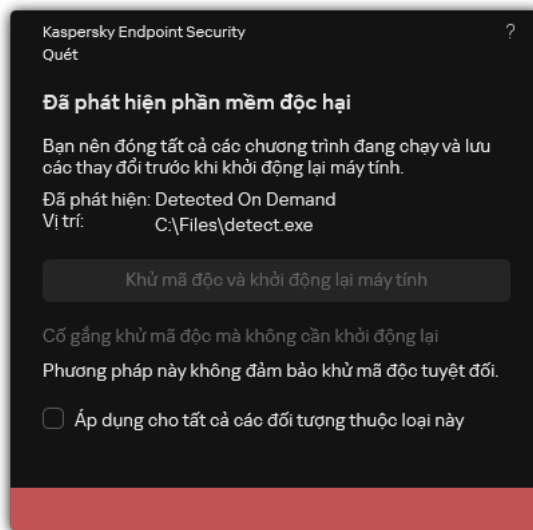 Kaspersky Endpoint Security
?
Quét
Đã phát hiện phần mềm độc hại
Bạn nên đóng tất cả các chương trình đang chạy và lưu
các thay đổi trước khi khởi động lại máy tính.
Đã phát hiện: Detected On Demand
Vị trí: C:\Files\detect.exe
Khử mã độc và khởi động lại máy tính
Cố gắng khử mã độc mà không cần khởi động lại
Phương pháp này không đảm bảo khử mã độc tuyệt đối.
Áp dụng cho tất cả các đối tượng thuộc loại này